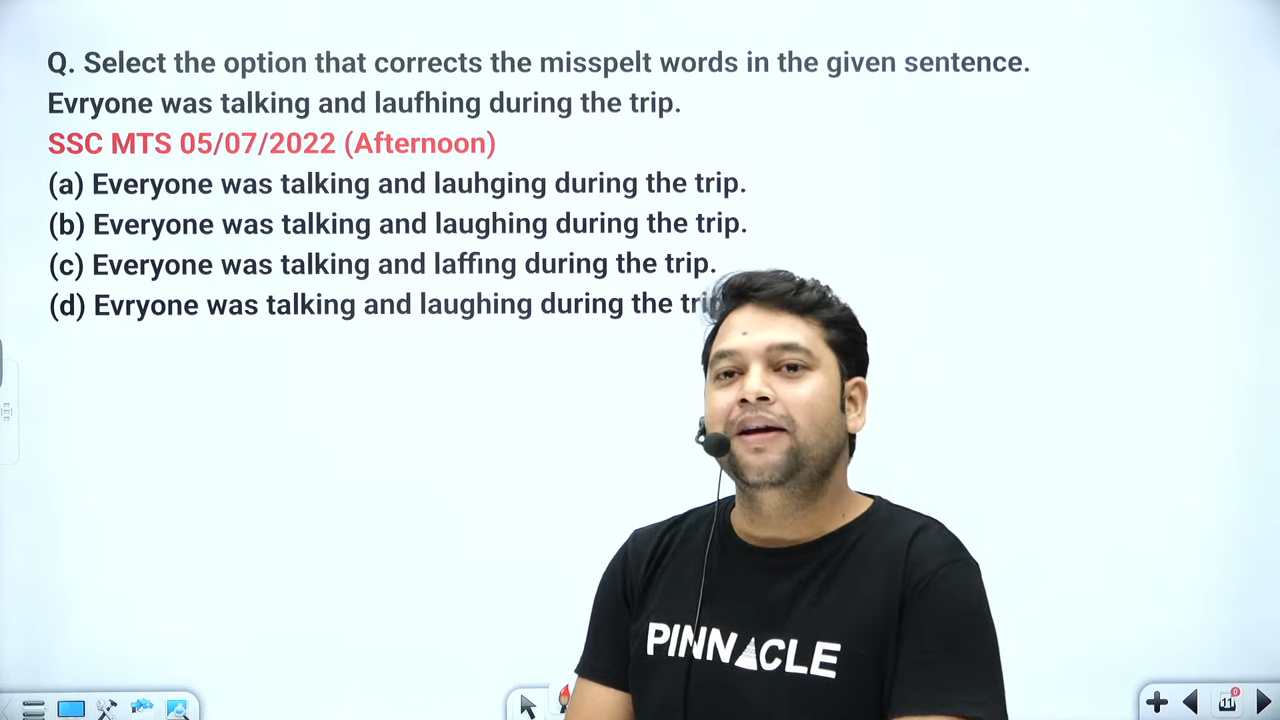 Q. Select the option that corrects the misspelt words in the given sentence.
Evryone was talking and laufhing during the trip.
SSC MTS 05/07/2022 (Afternoon)
(a) Everyone was talking and lauhging during the trip.
(b) Everyone was talking and laughing during the trip.
(c) Everyone was talking and laffing during the trip.
(d) Evryone was talking and laughing during the
PINNACLE
11
0